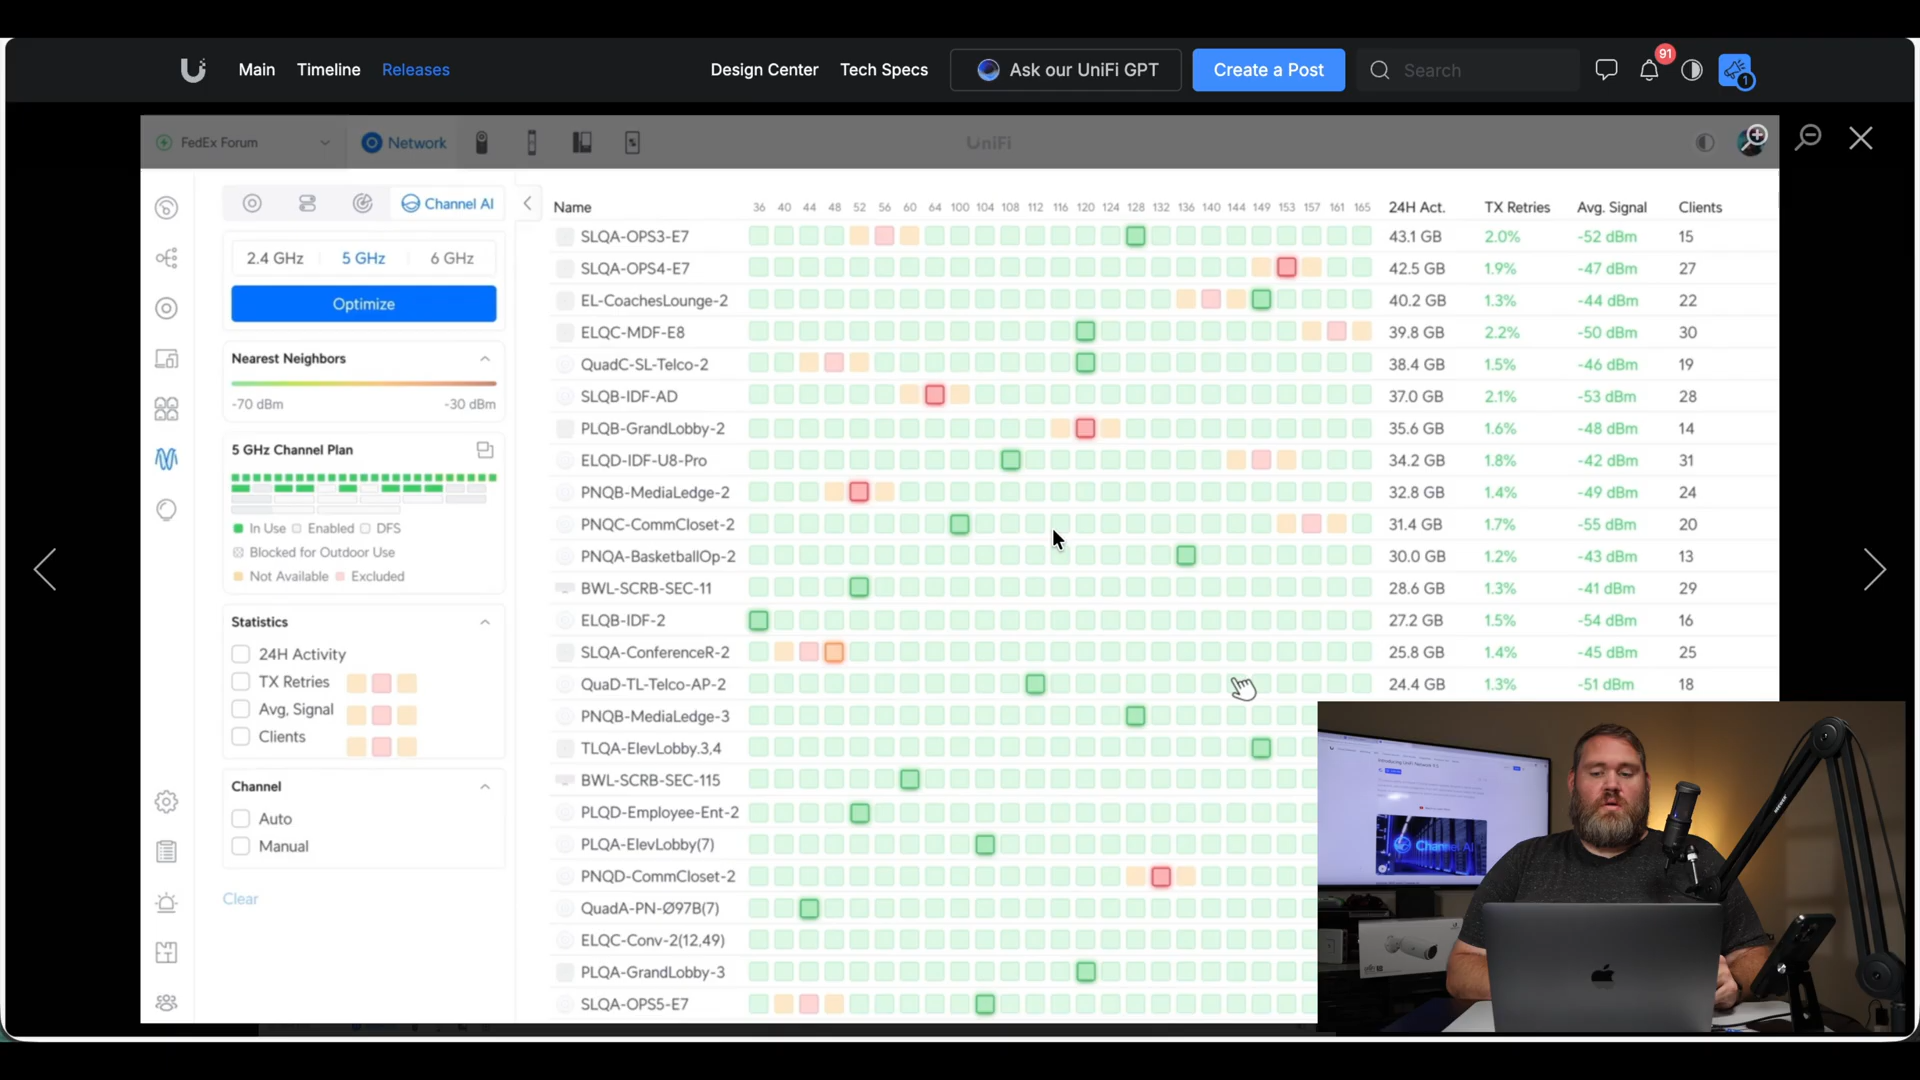 Main Timeline Releases Design Center Tech Specs Ask our UniFi GPT Create a Post Search 91
1
FedEx Forum Network UniFi
Channel AI
2.4 GHz 5 GHz 6 GHz
Optimize
Nearest Neighbors
-70 dBm -30 dBm
5 GHz Channel Plan
In Use Enabled DFS
Blocked for Outdoor Use
Not Available Excluded
Statistics
24H Activity
TX Retries
Avg, Signal
Clients
Channel
Auto
Manual
Clear
Name 36 40 44 48 52 56 60 64 100 104 108 112 116 120 124 128 132 136 140 144 149 153 157 161 165 24H Act. TX Retries Avg. Signal Clients
SLQA-OPS3-E7 43.1 GB 2.0% -52 dBm 15
SLQA-OPS4-E7 42.5 GB 1.9% -47 dBm 27
EL-CoachesLounge-2 40.2 GB 1.3% -44 dBm 22
ELQC-MDF-E8 39.8 GB 2.2% -50 dBm 30
QuadC-SL-Telco-2 38.4 GB 1.5% -46 dBm 19
SLQB-IDF-AD 37.0 GB 2.1% -53 dBm 28
PLQB-GrandLobby-2 35.6 GB 1.6% -48 dBm 14
ELQD-IDF-U8-Pro 34.2 GB 1.8% -42 dBm 31
PNQB-MediaLedge-2 32.8 GB 1.4% -49 dBm 24
PNQC-CommCloset-2 31.4 GB 1.7% -55 dBm 20
PNQA-BasketballOp-2 30.0 GB 1.2% -43 dBm 13
BWL-SCRB-SEC-11 28.6 GB 1.3% -41 dBm 29
ELQB-IDF-2 27.2 GB 1.5% -54 dBm 16
SLQA-ConferenceR-2 25.8 GB 1.4% -45 dBm 25
QuaD-TL-Telco-AP-2 24.4 GB 1.3% -51 dBm 18
PNQB-MediaLedge-3
TLQA-ElevLobby.3,4
BWL-SCRB-SEC-115
PLQD-Employee-Ent-2
PLQA-ElevLobby(7)
PNQD-CommCloset-2
QuadA-PN-Ø97B(7)
ELQC-Conv-2(12,49)
PLQA-GrandLobby-3
SLQA-OPS5-E7
Channel AI